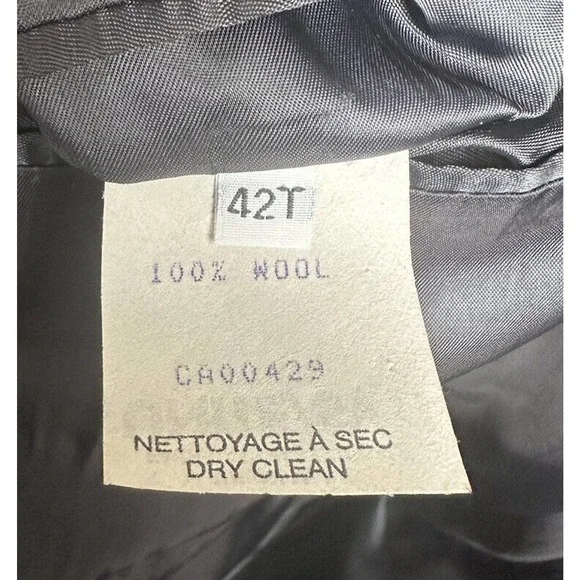 42T
100% WOOL
CA00429
NETTOYAGE À SEC
DRY CLEAN